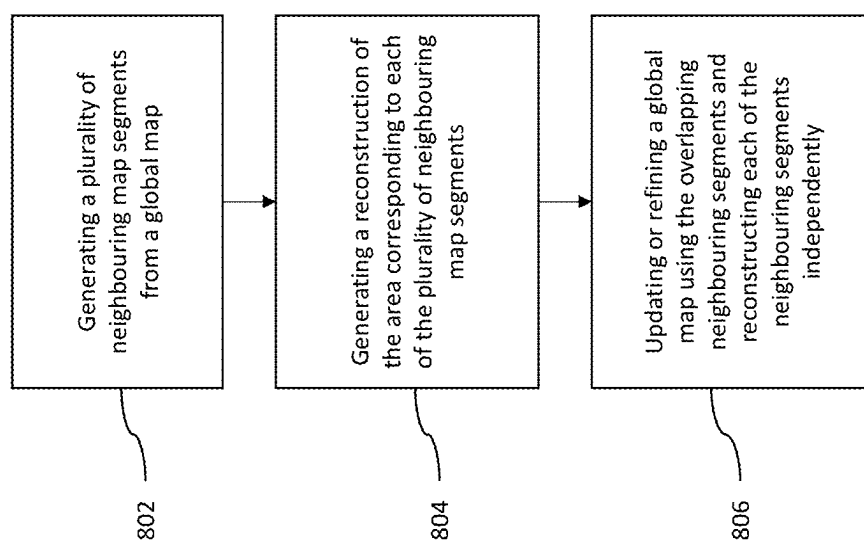 802
Generating a plurality of
neighbouring map segments
from a global map
804
Generating a reconstruction of
the area corresponding to each
of the plurality of neighbouring
map segments
806
Updating or refining a global
map using the overlapping
neighbouring segments and
reconstructing each of the
neighbouring segments
independently